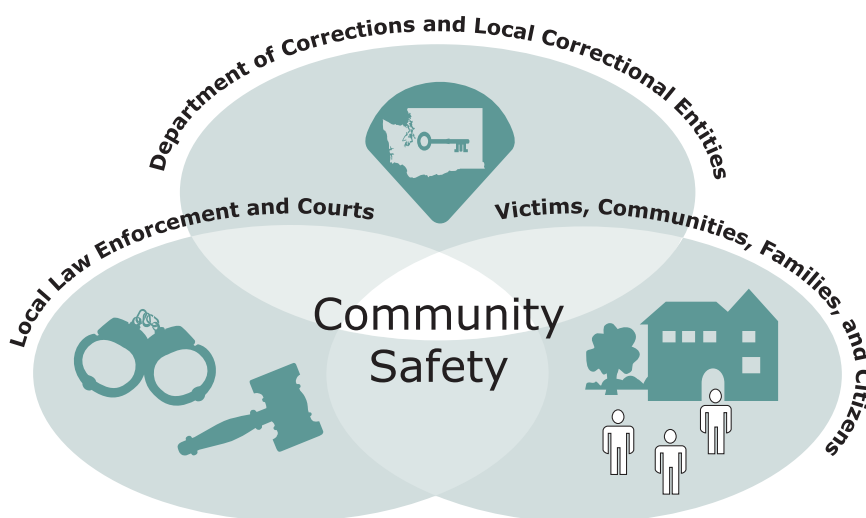 Department of Corrections and Local Correctional Entities
Local Law Enforcement and Courts
Victims, Communities, Families, and Citizens
Community
Safety